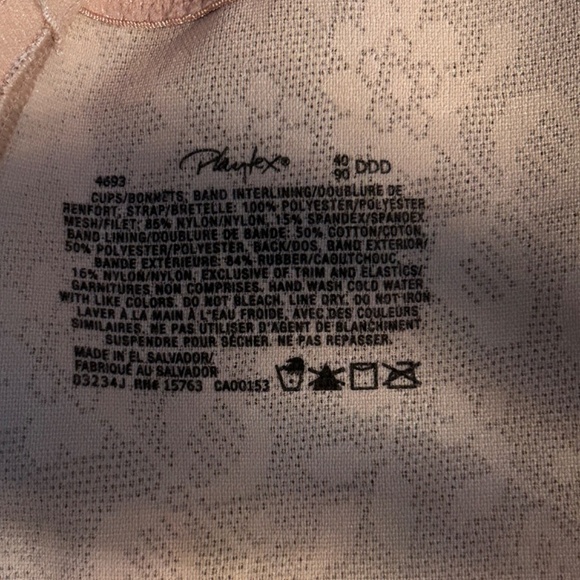 Playtex® 40 DDD
4693 90
CUPS/BONNETS, BAND INTERLINING/DOUBLURE DE
RENFORT, STRAP/BRETELLE: 100% POLYESTER/POLYESTER
MESH/FILET: 85% NYLON/NYLON, 15% SPANDEX/SPANDEX
BAND LINING/DOUBLURE DE BANDE: 50% COTTON/COTON,
50% POLYESTER/POLYESTER, BACK/DOS, BAND EXTERIOR/
BANDE EXTÉRIEURE: 84% RUBBER/CAOUTCHOUC,
16% NYLON/NYLON, EXCLUSIVE OF TRIM AND ELASTICS/
GARNITURES NON COMPRISES. HAND WASH COLD WATER
WITH LIKE COLORS. DO NOT BLEACH. LINE DRY. DO NOT IRON.
LAVER À LA MAIN À L'EAU FROIDE, AVEC DES COULEURS
SIMILAIRES. NE PAS UTILISER D'AGENT DE BLANCHIMENT.
SUSPENDRE POUR SÉCHER. NE PAS REPASSER.
MADE IN EL SALVADOR/
FABRIQUÉ AU SALVADOR
03234J RN# 15763 CA00153